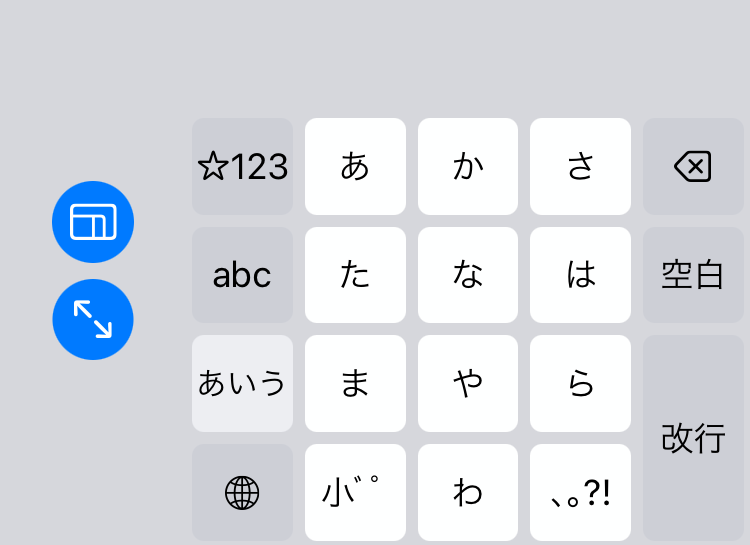 ☆123 あ か さ
abc た な は 空白
あいう ま や ら 改行
小゛゜ わ 、。?!